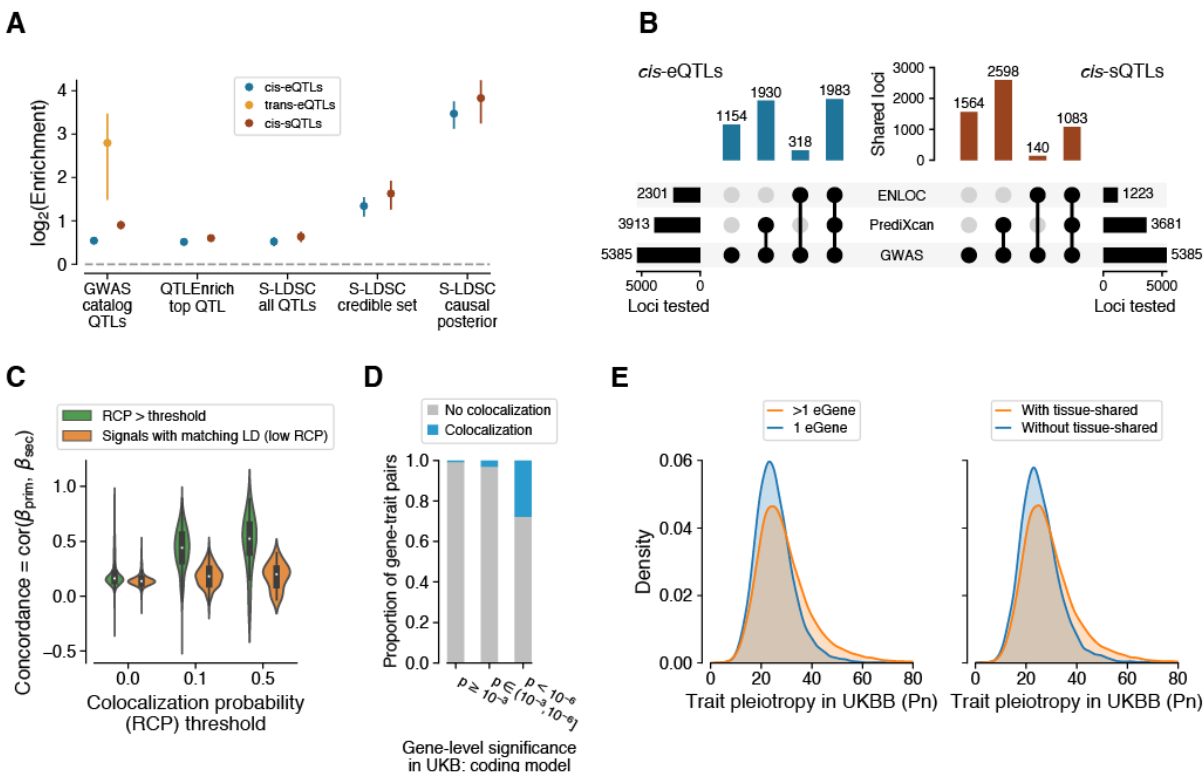 A
log2(Enrichment)
4
3
2
1
0
cis-eQTLs
trans-eQTLs
cis-sQTLs
GWAS
catalog
QTLs
QTLEnrich
top QTL
S-LDSC
all QTLs
S-LDSC
credible set
S-LDSC
causal
posterior
B
cis-eQTLs
1154
1930
318
1983
Shared loci
3000
2000
1000
0
cis-sQTLs
1564
2598
140
1083
2301
ENLOC
1223
3913
PrediXcan
3681
5385
GWAS
5385
5000 0
Loci tested
0 5000
Loci tested
C
RCP > threshold
Signals with matching LD (low RCP)
Concordance = cor(βprim, βsec)
1.0
0.5
0.0
−0.5
0.0 0.1 0.5
Colocalization probability
(RCP) threshold
D
No colocalization
Colocalization
Proportion of gene-trait pairs
1.0
0.8
0.6
0.4
0.2
0.0
p ≥ 10⁻³
p ∈ (10⁻³, 10⁻⁶]
p < 10⁻⁶
Gene-level significance
in UKB: coding model
E
>1 eGene
1 eGene
With tissue-shared
Without tissue-shared
Density
0.06
0.04
0.02
0.00
0 20 40 60 80
Trait pleiotropy in UKBB (Pn)
0 20 40 60 80
Trait pleiotropy in UKBB (Pn)